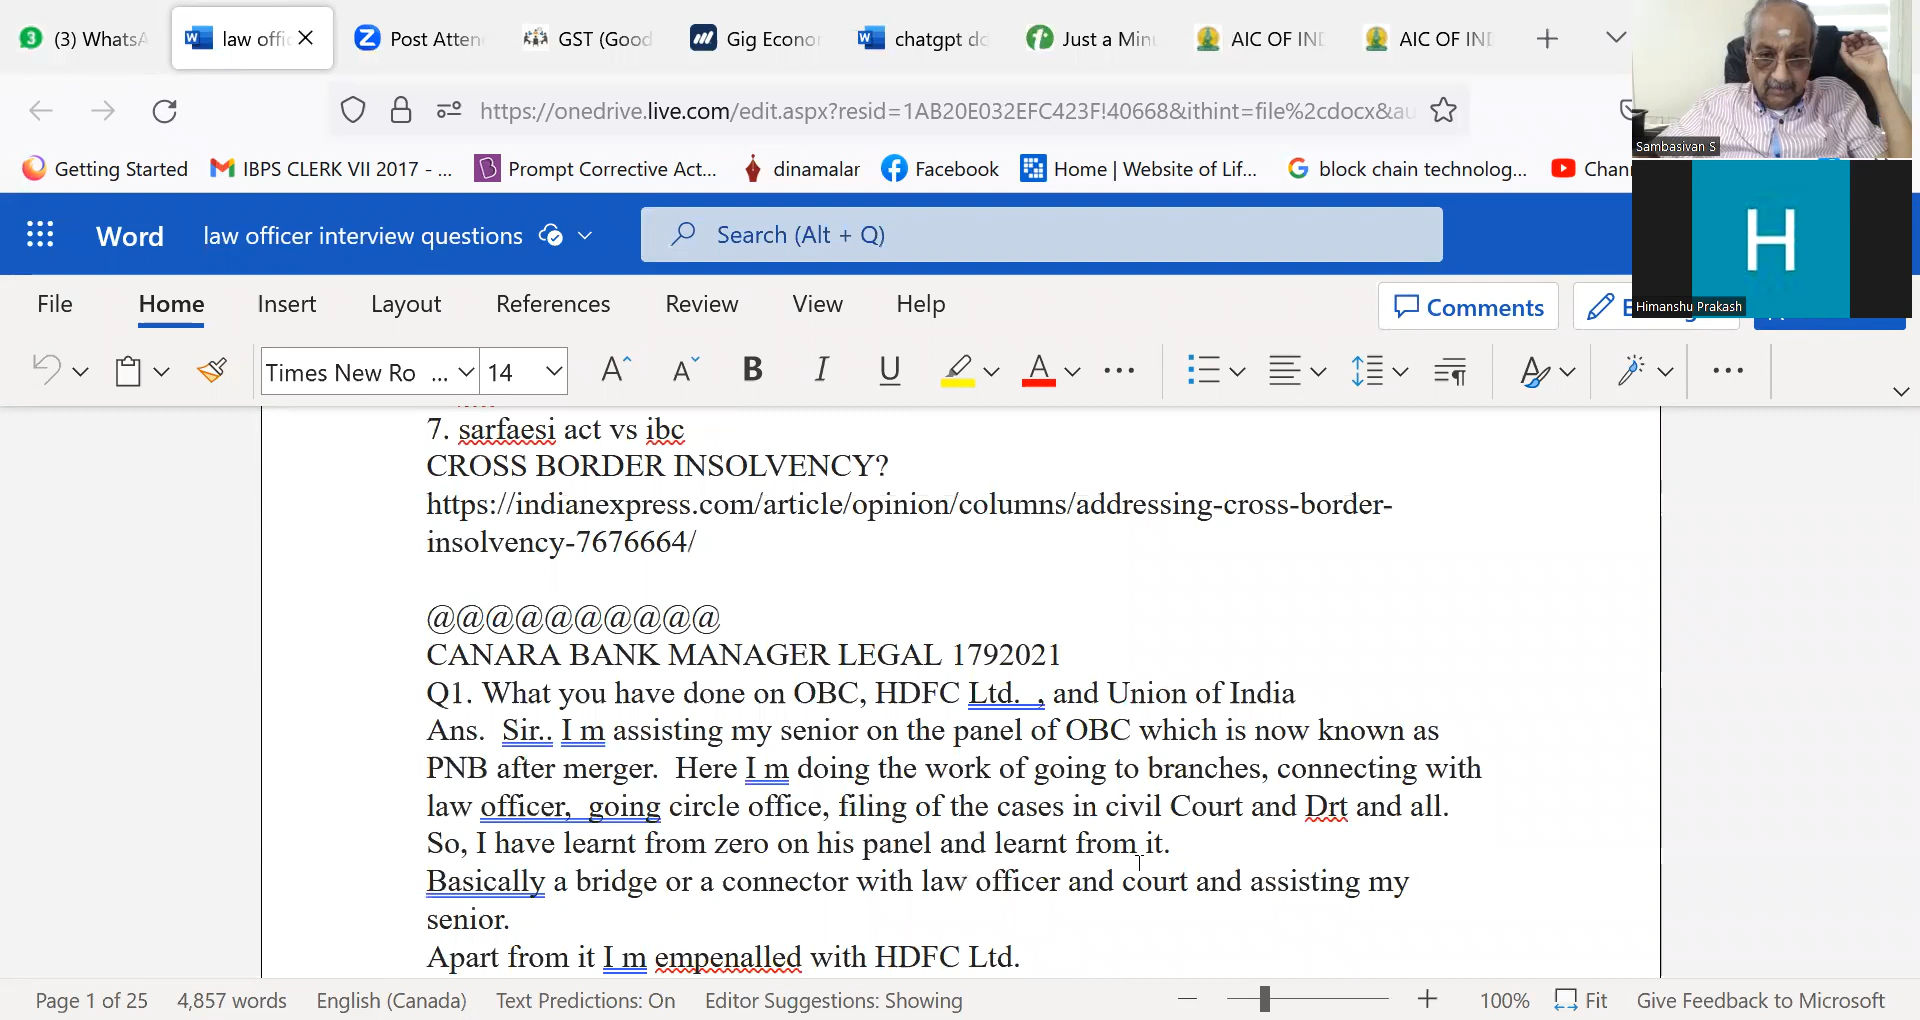 3
(3) WhatsA
law offi
Post Atten
GST (Good
Gig Econo
chatgpt do
Just a Min
AIC OF IND
AIC OF IND
https://onedrive.live.com/edit.aspx?resid=1AB20E032EFC423F!40668&ithint=file%2cdocx&au
Getting Started
IBPS CLERK VII 2017 - ...
Prompt Corrective Act...
dinamalar
Facebook
Home | Website of Lif...
block chain technolog...
Chan
Sambasivan S
H
Himanshu Prakash
Word
law officer interview questions
Search (Alt + Q)
File Home Insert Layout References Review View Help
Comments
Times New Ro ... 14
7. sarfaesi act vs ibc
CROSS BORDER INSOLVENCY?
https://indianexpress.com/article/opinion/columns/addressing-cross-border-
insolvency-7676664/
@@@@@@@@@@
CANARA BANK MANAGER LEGAL 1792021
Q1. What you have done on OBC, HDFC Ltd.  , and Union of India
Ans.  Sir.. I m assisting my senior on the panel of OBC which is now known as
PNB after merger.  Here I m doing the work of going to branches, connecting with
law officer,  going circle office, filing of the cases in civil Court and Drt and all.
So, I have learnt from zero on his panel and learnt from it.
Basically a bridge or a connector with law officer and court and assisting my
senior.
Apart from it I m empenalled with HDFC Ltd.
Page 1 of 25
4,857 words
English (Canada)
Text Predictions: On
Editor Suggestions: Showing
100%
Fit
Give Feedback to Microsoft